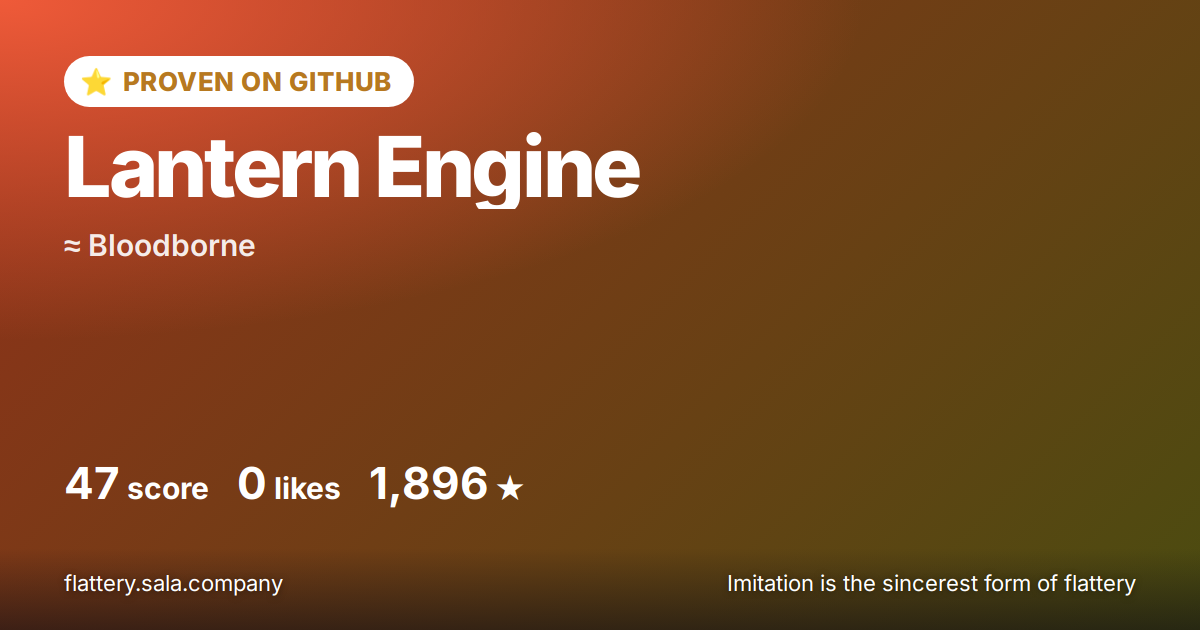 ⭐ PROVEN ON GITHUB
Lantern Engine
≈ Bloodborne
47 score 0 likes 1,896 ★
flattery.sala.company
Imitation is the sincerest form of flattery